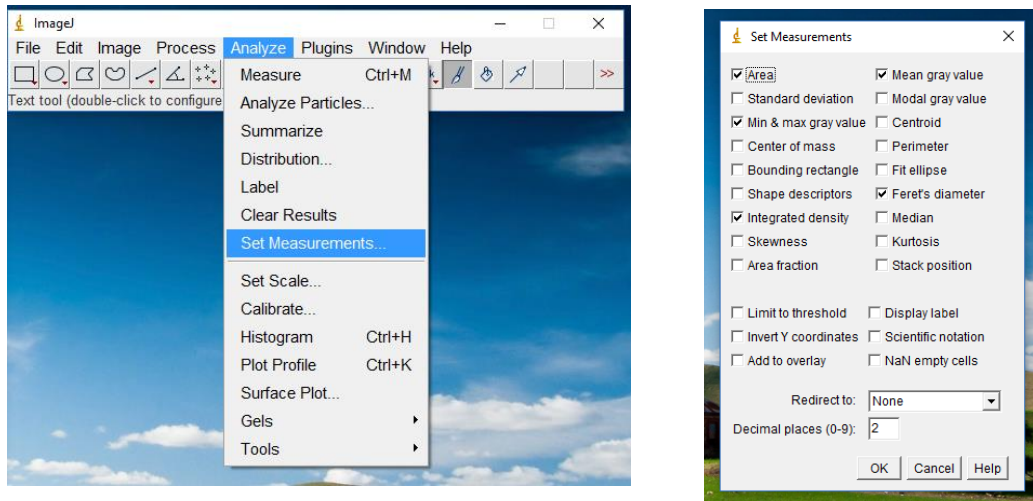 ImageJ
File Edit Image Process Analyze Plugins Window Help
Text tool (double-click to configure
>>
Measure Ctrl+M
Analyze Particles...
Summarize
Distribution...
Label
Clear Results
Set Measurements...
Set Scale...
Calibrate...
Histogram Ctrl+H
Plot Profile Ctrl+K
Surface Plot...
Gels
Tools
Set Measurements
Area Mean gray value
Standard deviation Modal gray value
Min & max gray value Centroid
Center of mass Perimeter
Bounding rectangle Fit ellipse
Shape descriptors Feret's diameter
Integrated density Median
Skewness Kurtosis
Area fraction Stack position
Limit to threshold Display label
Invert Y coordinates Scientific notation
Add to overlay NaN empty cells
Redirect to: None
Decimal places (0-9): 2
OK Cancel Help